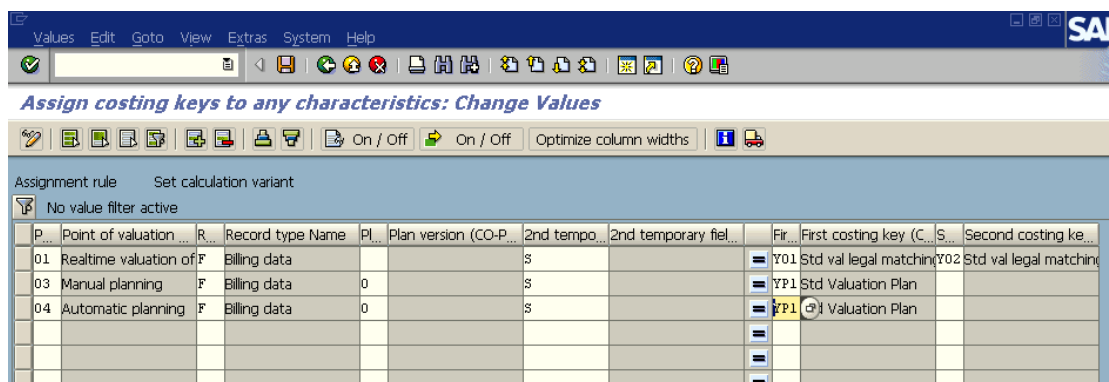 Values Edit Goto View Extras System Help
SA
Assign costing keys to any characteristics: Change Values
On / Off On / Off Optimize column widths
Assignment rule Set calculation variant
No value filter active
P... Point of valuation ... R... Record type Name Pl... Plan version (CO-P... 2nd tempo... 2nd temporary fiel... Fir... First costing key (C... S... Second costing ke...
01 Realtime valuation of F Billing data S = Y01 Std val legal matching Y02 Std val legal matching
03 Manual planning F Billing data 0 S = YP1 Std Valuation Plan
04 Automatic planning F Billing data 0 S = YP1 d Valuation Plan
=
=